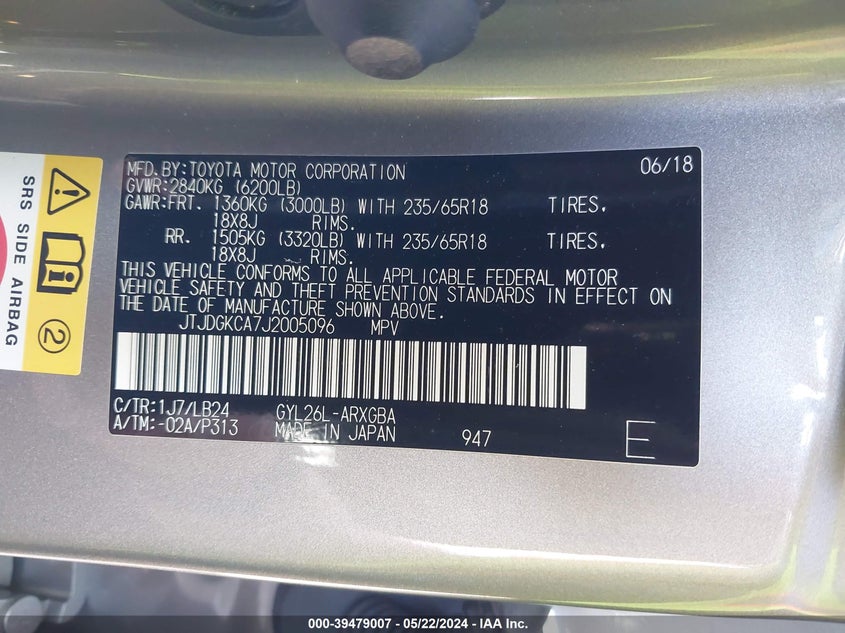 MFD.BY:TOYOTA MOTOR CORPORATION 06/18
GVWR:2840KG (6200LB)
GAWR:FRT. 1360KG (3000LB) WITH 235/65R18 TIRES.
18X8J RIMS.
RR. 1505KG (3320LB) WITH 235/65R18 TIRES.
18X8J RIMS.
THIS VEHICLE CONFORMS TO ALL APPLICABLE FEDERAL MOTOR
VEHICLE SAFETY AND THEFT PREVENTION STANDARDS IN EFFECT ON
THE DATE OF MANUFACTURE SHOWN ABOVE.
JTJDGKCA7J2005096 MPV
C/TR:1J7/LB24 GYL26L-ARXGBA
A/TM:-02A/P313 MADE IN JAPAN 947 E
SRS SIDE AIRBAG
2
000-39479007 - 05/22/2024 - IAA Inc.